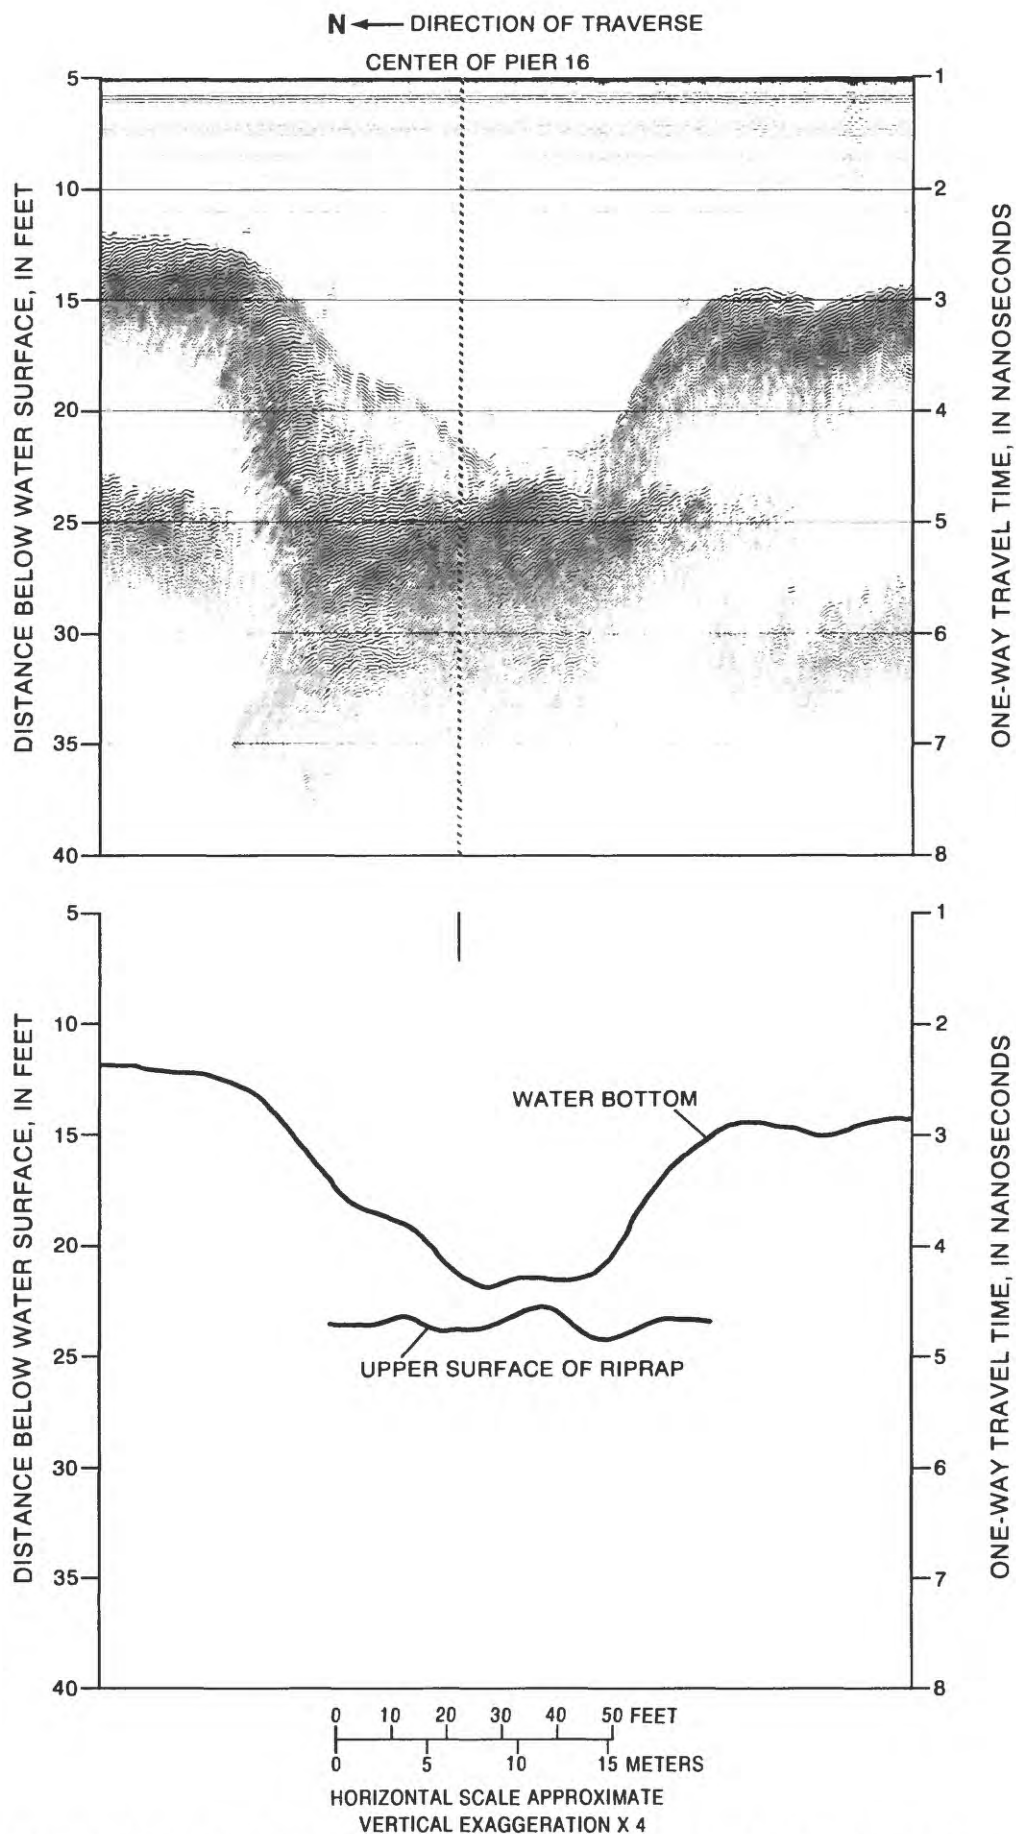 N ← DIRECTION OF TRAVERSE
CENTER OF PIER 16
DISTANCE BELOW WATER SURFACE, IN FEET
5
10
15
20
25
30
35
40
1
2
3
4
5
6
7
8
ONE-WAY TRAVEL TIME, IN NANOSECONDS
DISTANCE BELOW WATER SURFACE, IN FEET
5
10
15
20
25
30
35
40
WATER BOTTOM
UPPER SURFACE OF RIPRAP
1
2
3
4
5
6
7
8
ONE-WAY TRAVEL TIME, IN NANOSECONDS
0 10 20 30 40 50 FEET
0 5 10 15 METERS
HORIZONTAL SCALE APPROXIMATE
VERTICAL EXAGGERATION X 4